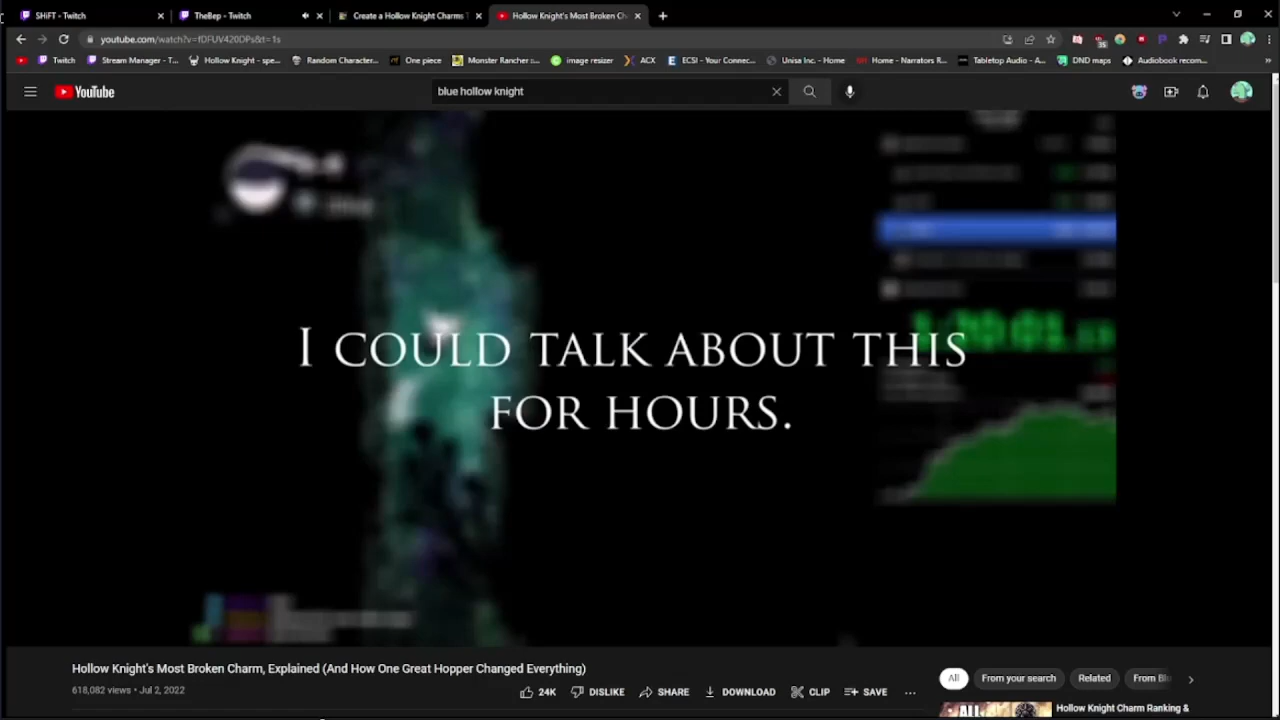 SHiFT - Twitch
TheBep - Twitch
Create a Hollow Knight Charms T
Hollow Knight's Most Broken Ch
youtube.com/watch?v=fDFUV420DPs&t=1s
Twitch
Stream Manager - T...
Hollow Knight - spe...
Random Character...
One piece
Monster Rancher :...
image resizer
ACX
ECSI - Your Connec...
Unisa Inc. - Home
Home - Narrators R...
Tabletop Audio - A...
DND maps
Audiobook recom...
YouTube
blue hollow knight
I COULD TALK ABOUT THIS
FOR HOURS.
Hollow Knight's Most Broken Charm, Explained (And How One Great Hopper Changed Everything)
618,082 views • Jul 2, 2022
24K
DISLIKE
SHARE
DOWNLOAD
CLIP
SAVE
All
From your search
Related
From Bl
Hollow Knight Charm Ranking &